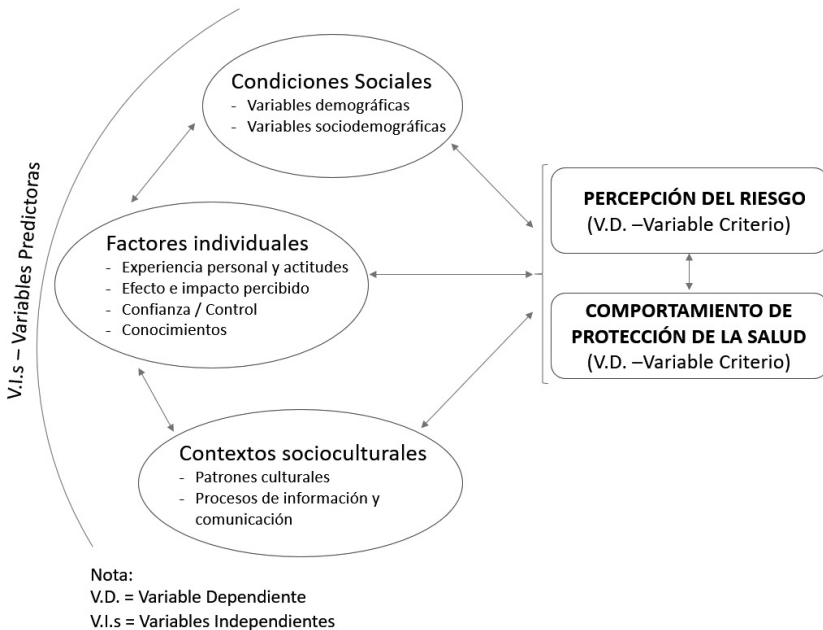 Condiciones Sociales
- Variables demográficas
- Variables sociodemográficas
V.I.s – Variables Predictoras
Factores individuales
- Experiencia personal y actitudes
- Efecto e impacto percibido
- Confianza / Control
- Conocimientos
Contextos socioculturales
- Patrones culturales
- Procesos de información y
comunicación
PERCEPCIÓN DEL RIESGO
(V.D. –Variable Criterio)
COMPORTAMIENTO DE
PROTECCIÓN DE LA SALUD
(V.D. –Variable Criterio)
Nota:
V.D. = Variable Dependiente
V.I.s = Variables Independientes